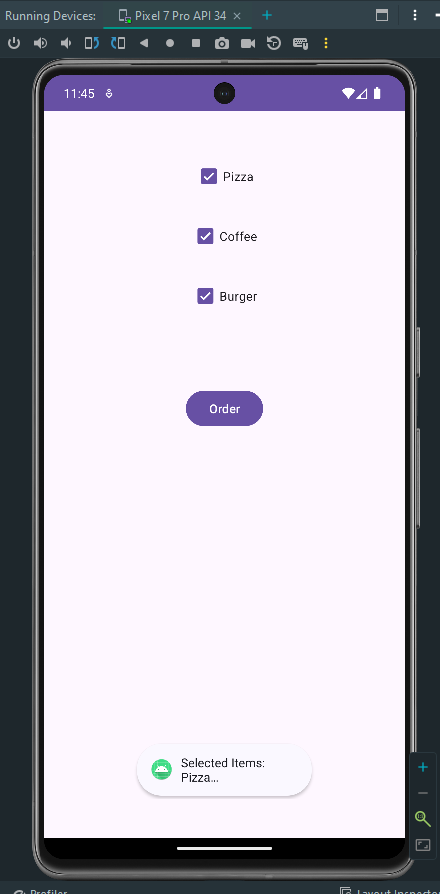 Running Devices:
Pixel 7 Pro API 34
11:45
Pizza
Coffee
Burger
Order
Selected Items:
Pizza…
Profiler
Layout Inspector